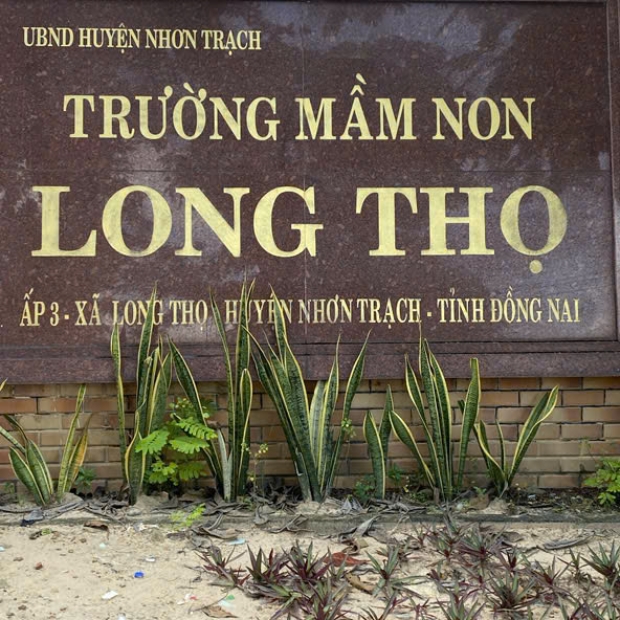 UBND HUYỆN NHƠN TRẠCH
TRƯỜNG MẦM NON
LONG THỌ
ẤP 3 - XÃ LONG THỌ - HUYỆN NHƠN TRẠCH - TỈNH ĐỒNG NAI